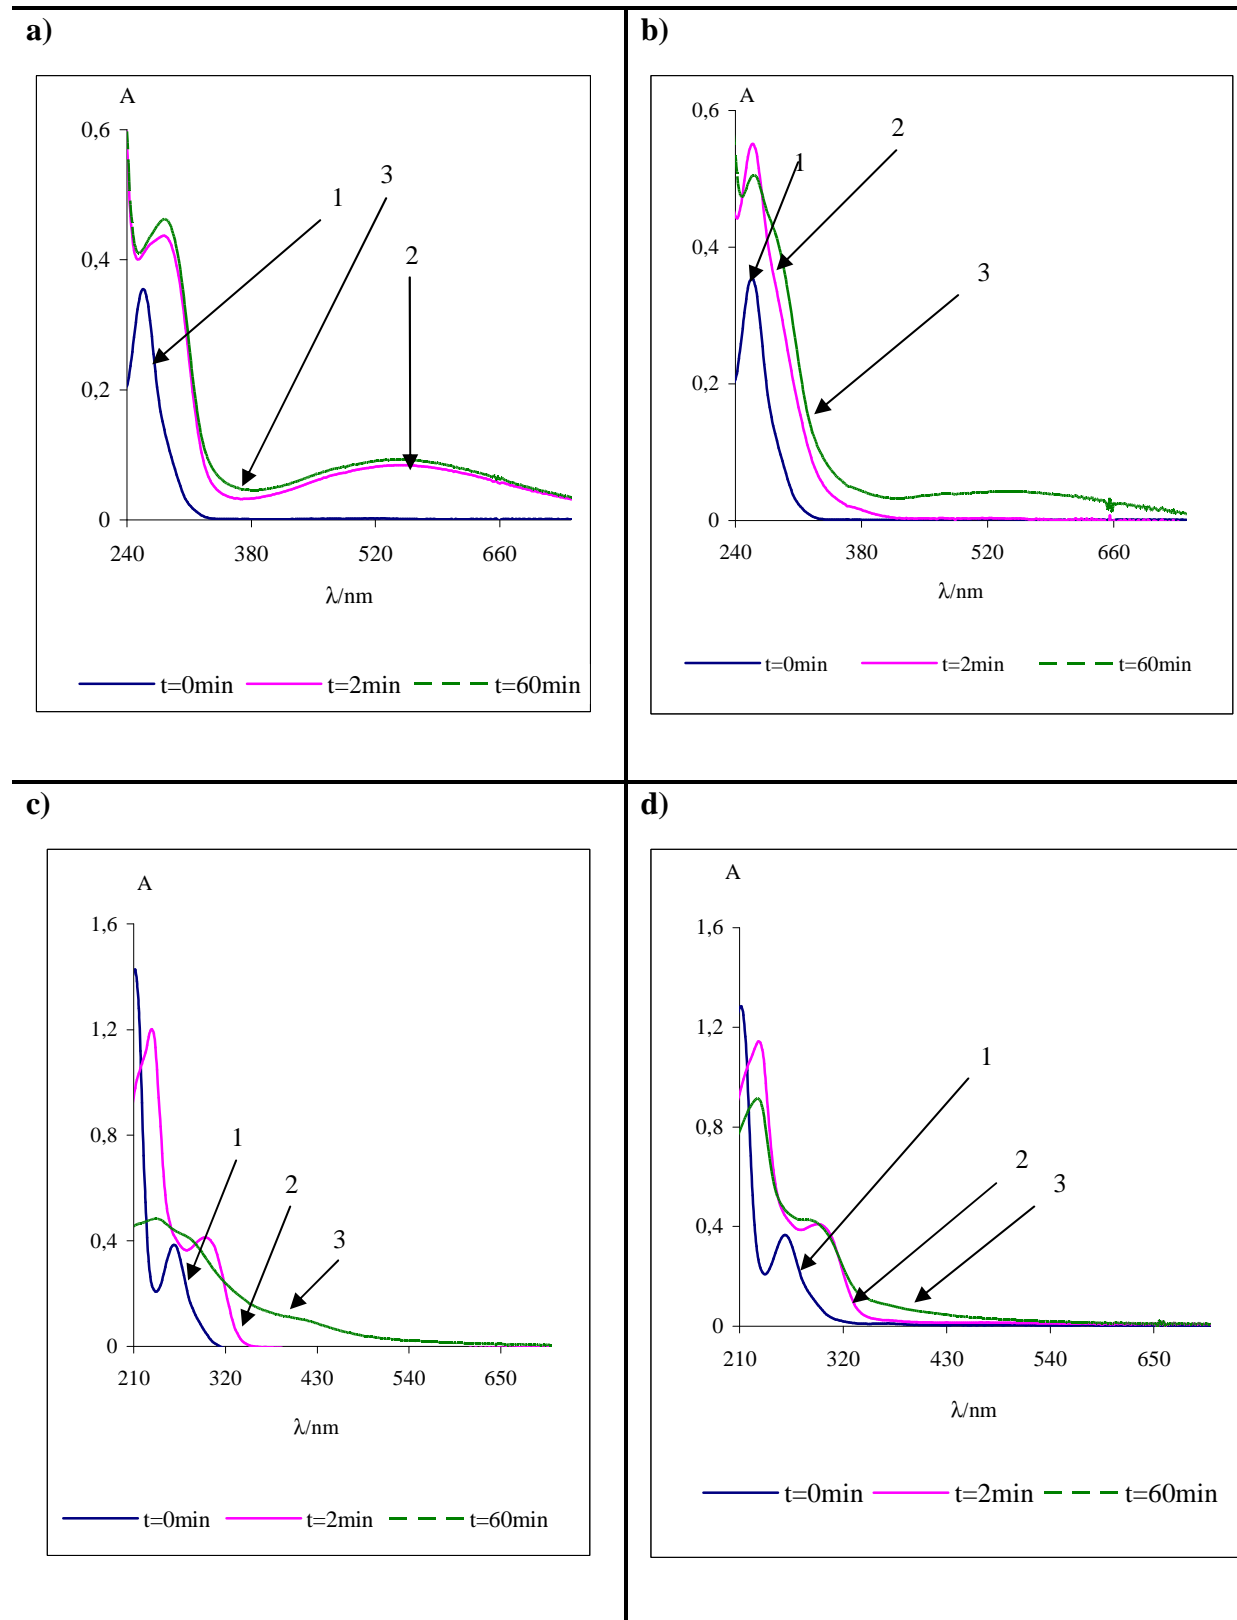 a)
A
0,6
0,4
0,2
0
240 380 520 660
λ/nm
1
3
2
t=0min t=2min t=60min
b)
A
0,6
0,4
0,2
0
240 380 520 660
λ/nm
2
1
3
t=0min t=2min t=60min
c)
A
1,6
1,2
0,8
0,4
0
210 320 430 540 650
λ/nm
1
2
3
t=0min t=2min t=60min
d)
A
1,6
1,2
0,8
0,4
0
210 320 430 540 650
λ/nm
1
2
3
t=0min t=2min t=60min